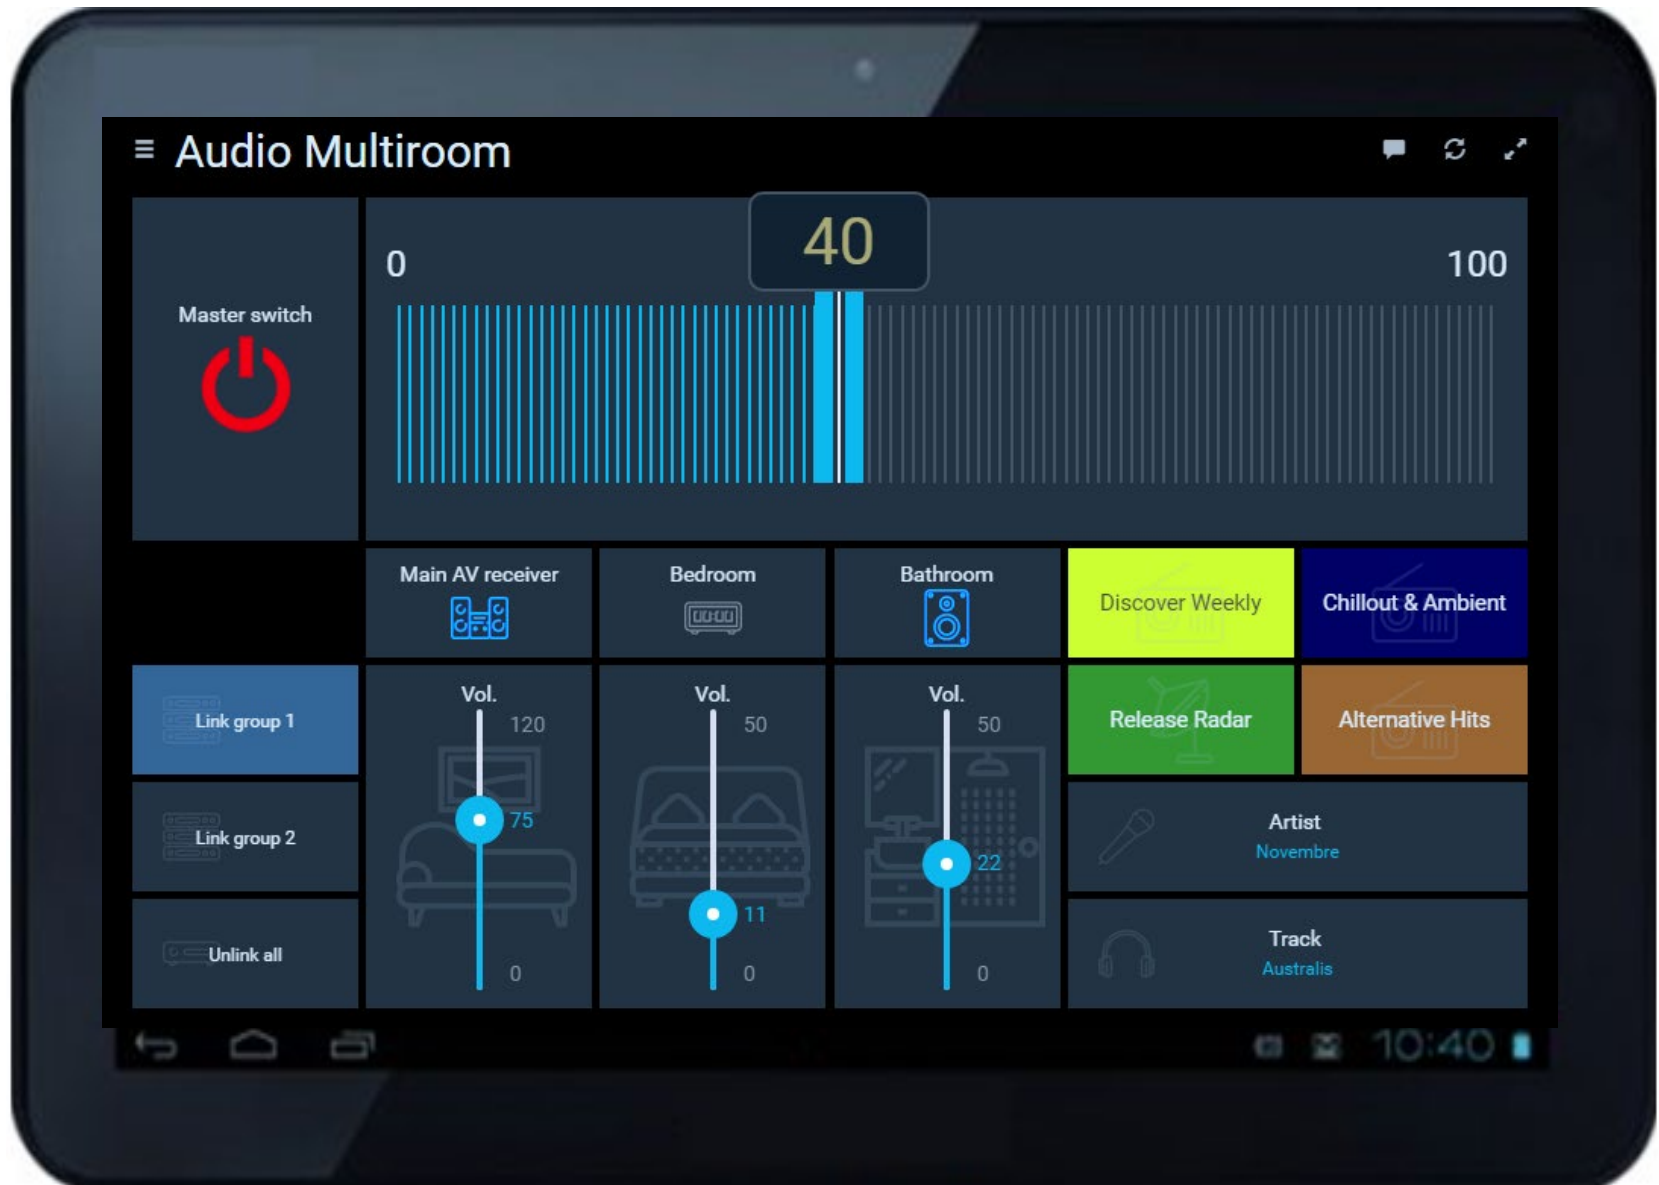 Audio Multiroom
40
0
100
Master switch
Main AV receiver
Bedroom
00:00
Bathroom
Discover Weekly
Chillout & Ambient
Link group 1
Vol.
120
75
0
Vol.
50
11
0
Vol.
50
22
0
Release Radar
Alternative Hits
Link group 2
Artist
Novembre
Unlink all
Track
Australis
10:40